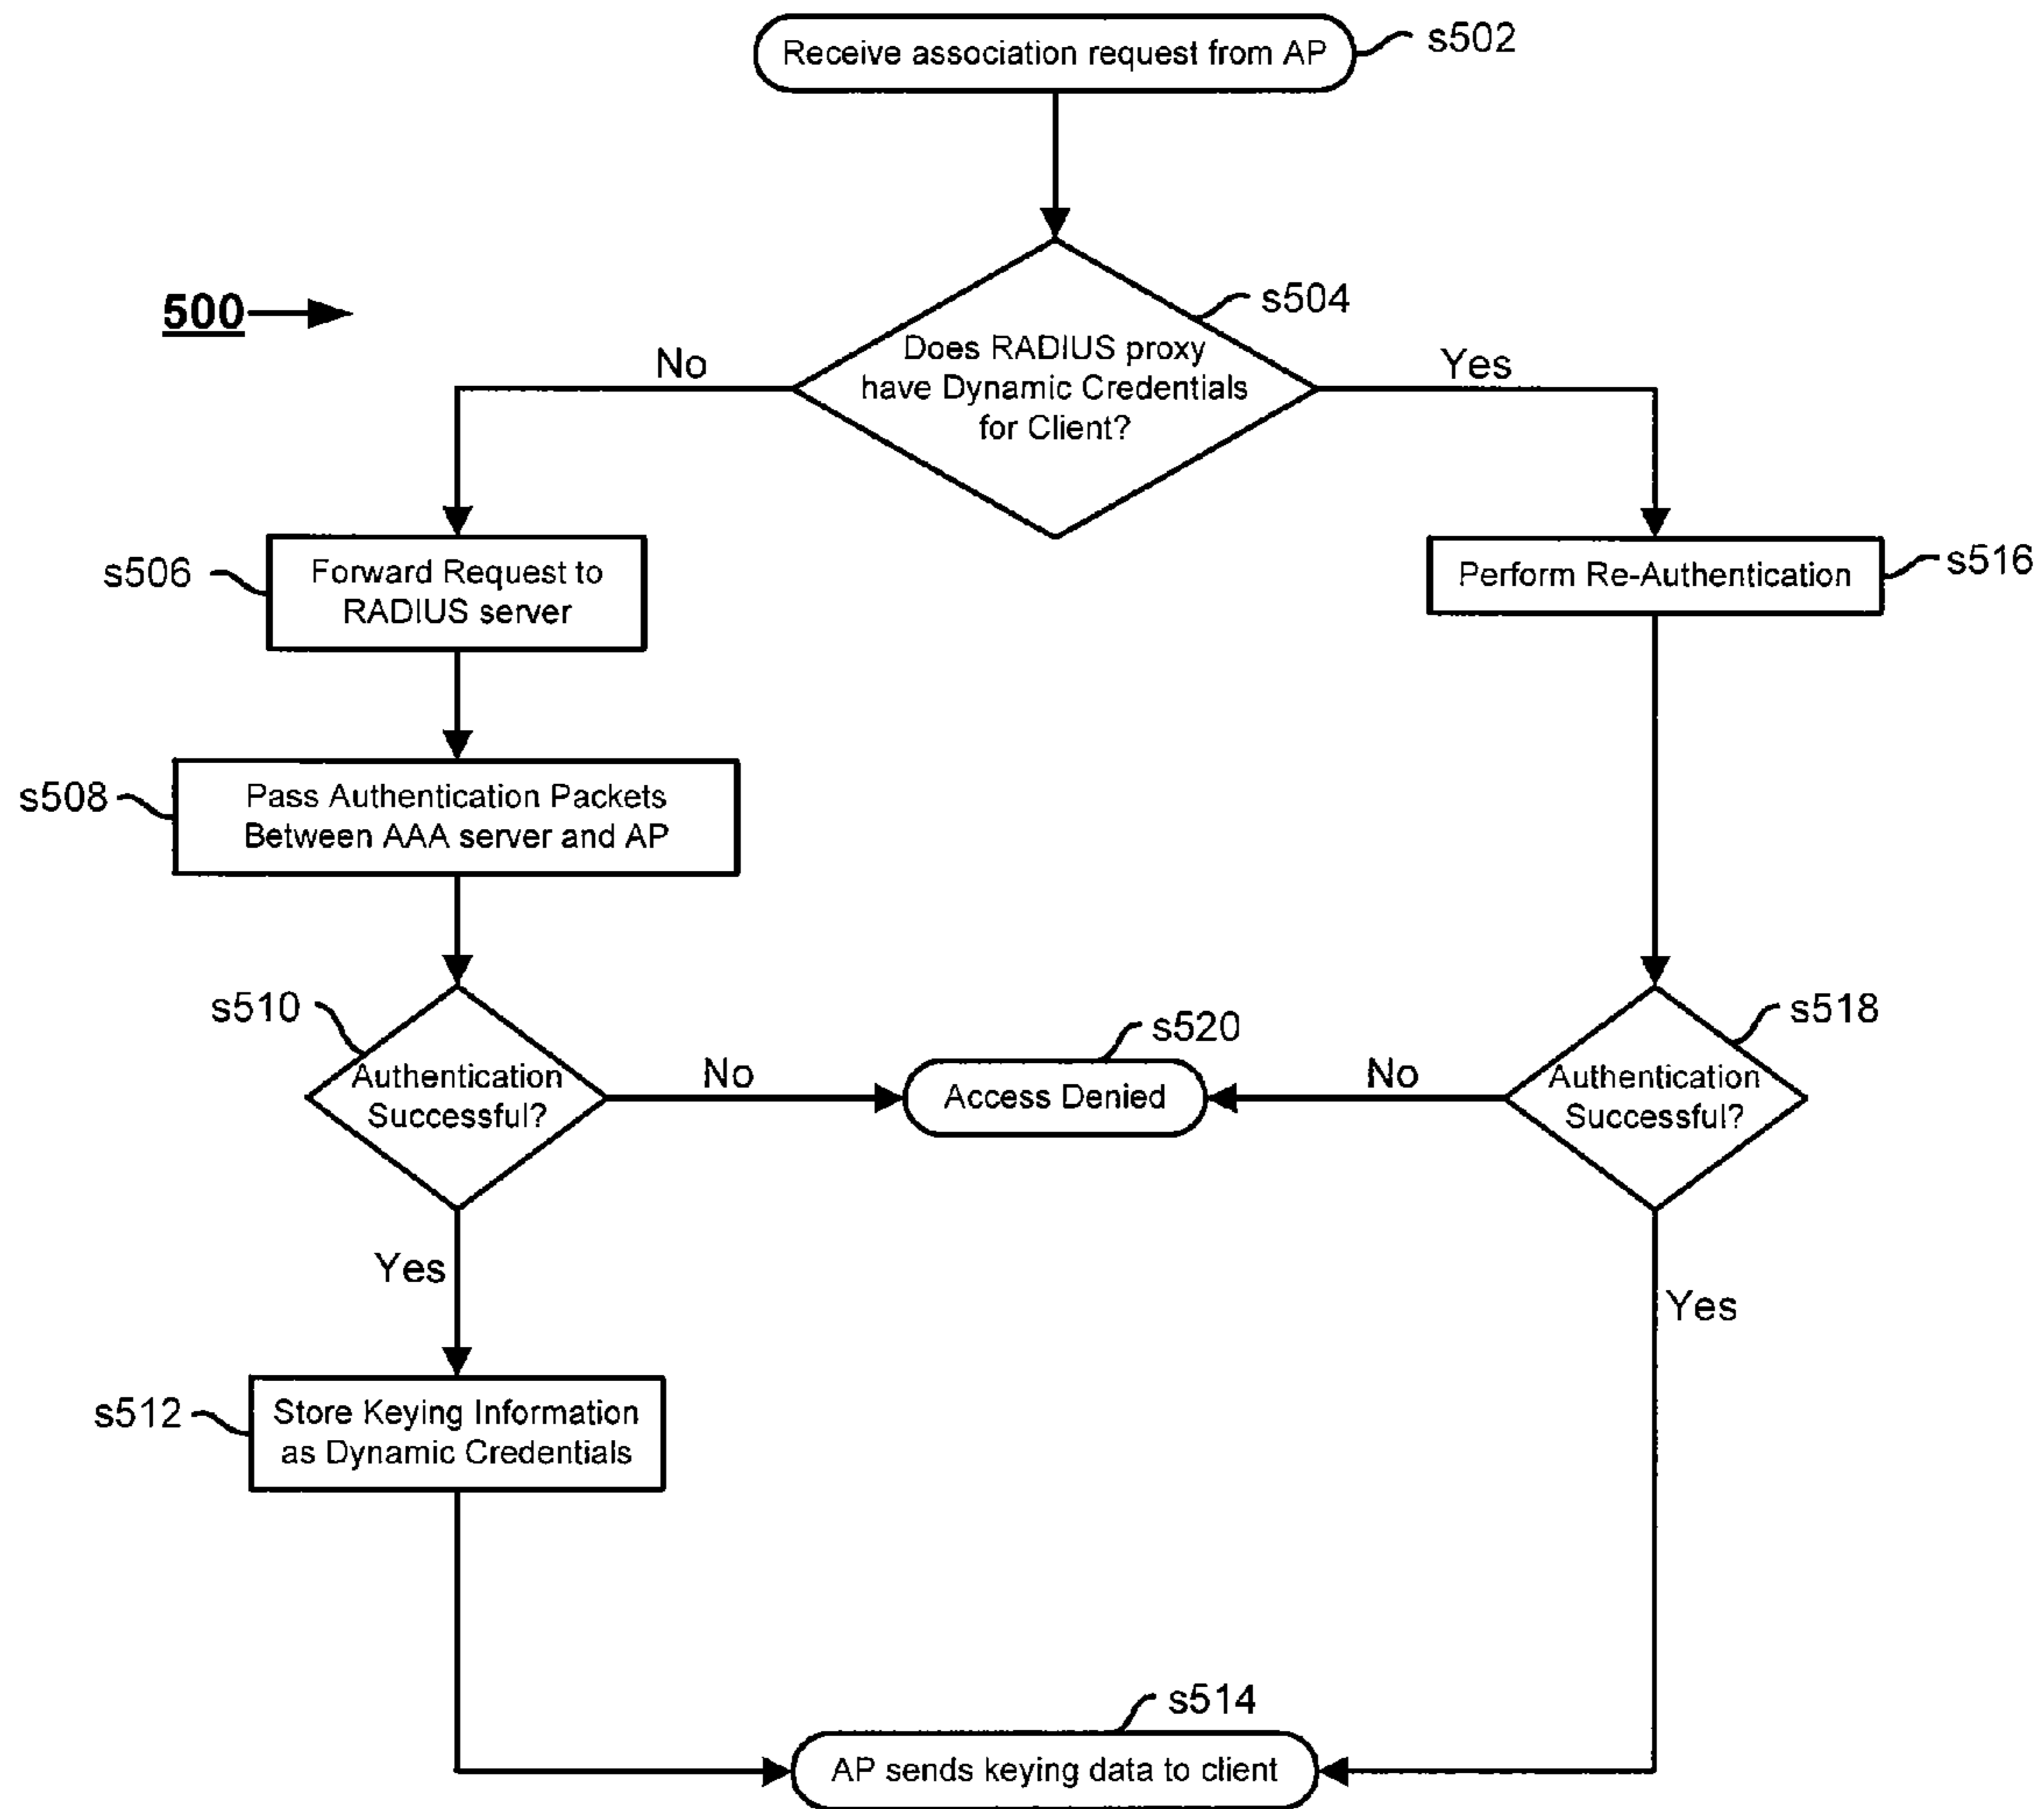 Receive association request from AP
s502
500
s504
Does RADIUS proxy
have Dynamic Credentials
for Client?
No
Yes
s506
Forward Request to
RADIUS server
Perform Re-Authentication
s516
s508
Pass Authentication Packets
Between AAA server and AP
s510
Authentication
Successful?
No
s520
Access Denied
No
s518
Authentication
Successful?
Yes
Yes
s512
Store Keying Information
as Dynamic Credentials
s514
AP sends keying data to client